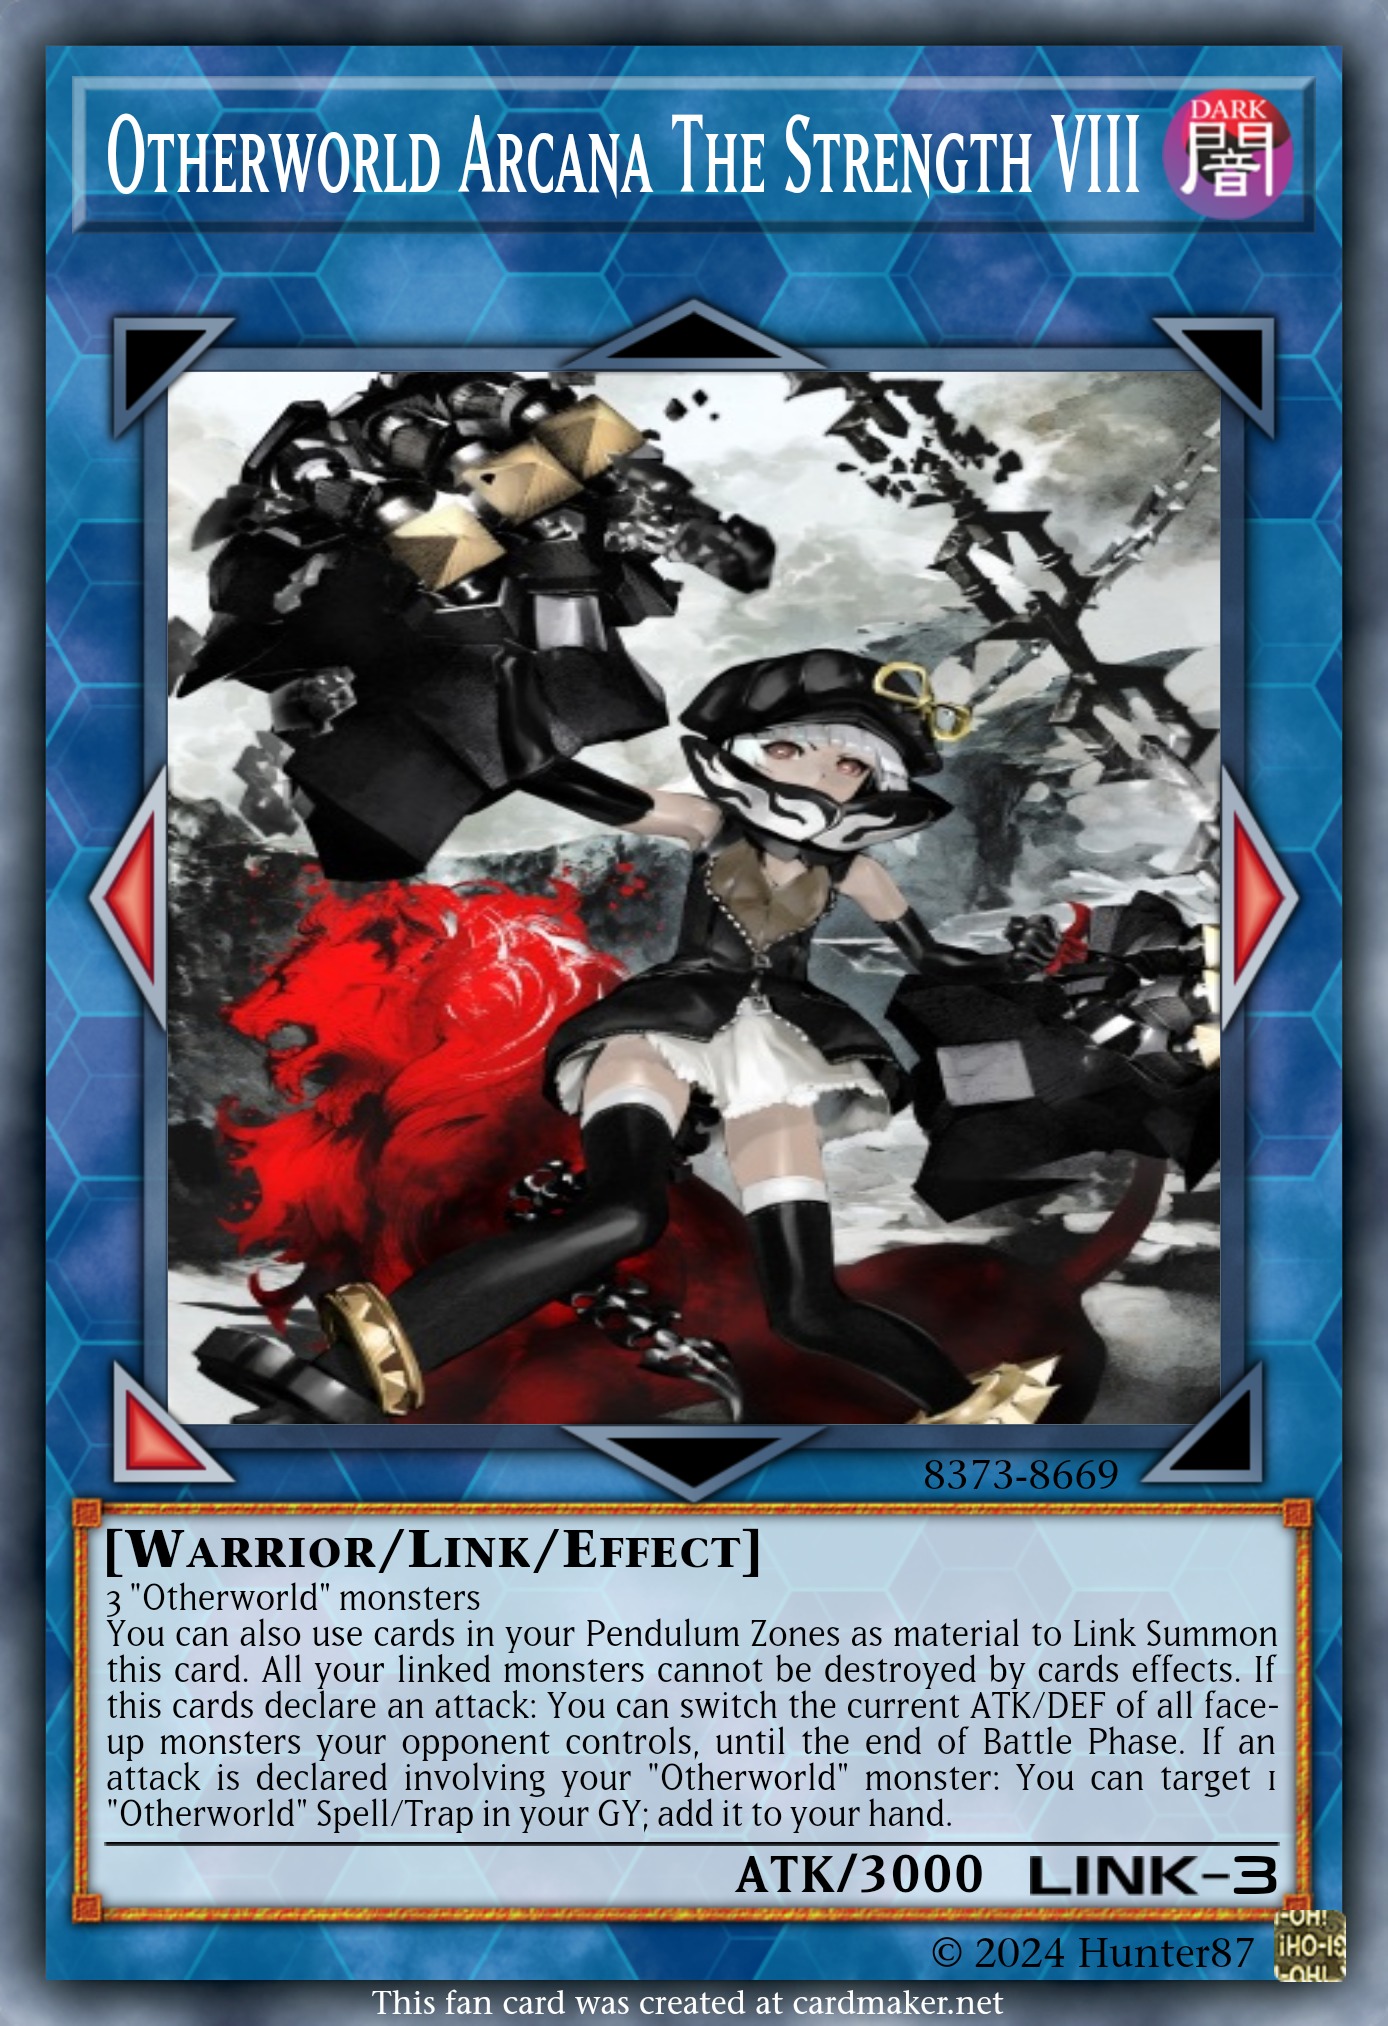 Otherworld Arcana The Strength VIII
DARK
闇
8373-8669
[Warrior/Link/Effect]
3 "Otherworld" monsters
You can also use cards in your Pendulum Zones as material to Link Summon
this card. All your linked monsters cannot be destroyed by cards effects. If
this cards declare an attack: You can switch the current ATK/DEF of all face-
up monsters your opponent controls, until the end of Battle Phase. If an
attack is declared involving your "Otherworld" monster: You can target 1
"Otherworld" Spell/Trap in your GY; add it to your hand.
ATK/3000 LINK-3
© 2024 Hunter87
This fan card was created at cardmaker.net